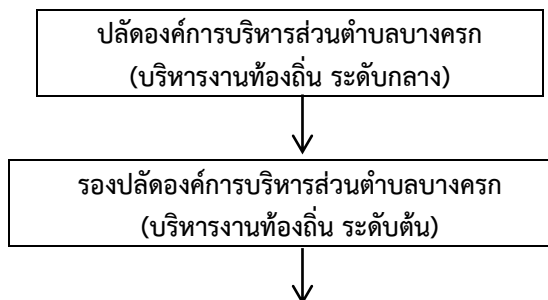 ปลัดองค์การบริหารส่วนตำบลบางครก
(บริหารงานท้องถิ่น ระดับกลาง)
รองปลัดองค์การบริหารส่วนตำบลบางครก
(บริหารงานท้องถิ่น ระดับต้น)